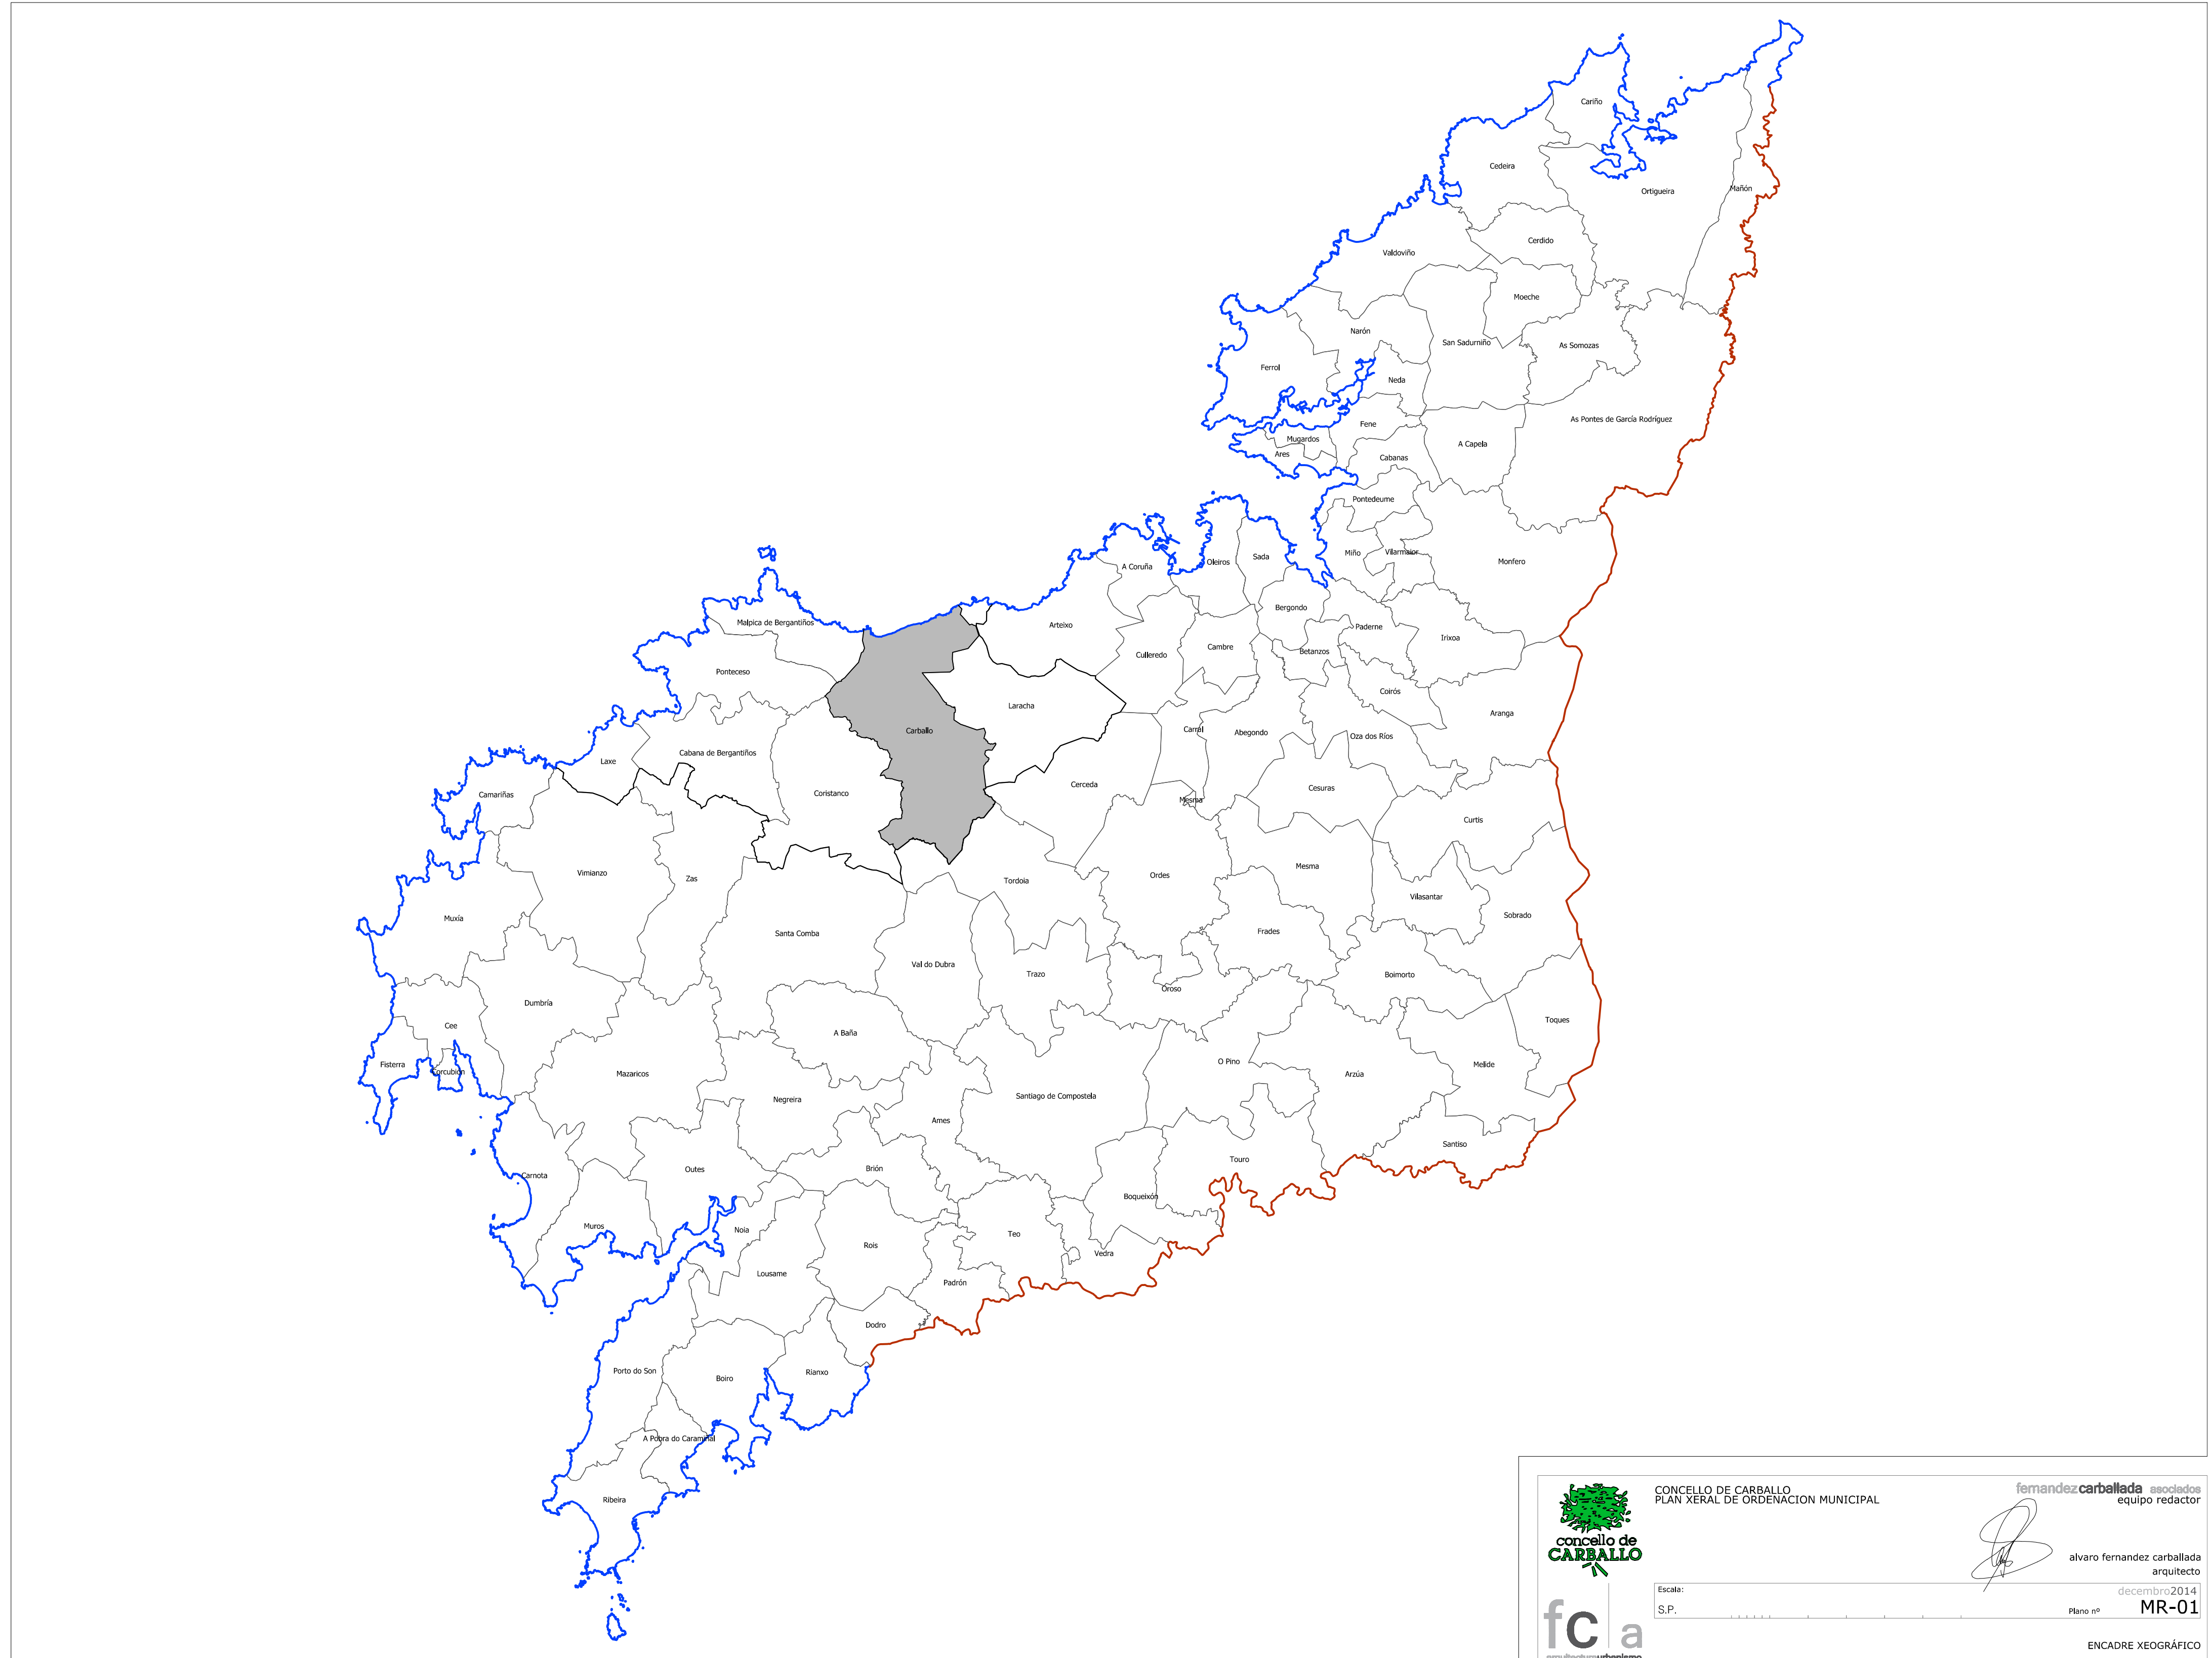 Cariño
Cedeira
Ortigueira
Mañón
Cerdido
Valdoviño
Moeche
Narón
San Sadurniño
As Somozas
Ferrol
Neda
As Pontes de García Rodríguez
Fene
Mugardos
A Capela
Ares
Cabanas
Pontedeume
Miño
Vilarmaior
Sada
Oleiros
A Coruña
Monfero
Bergondo
Malpica de Bergantiños
Arteixo
Paderne
Irixoa
Cambre
Betanzos
Culleredo
Ponteceso
Coirós
Laracha
Aranga
Carballo
Carral
Abegondo
Oza dos Ríos
Cabana de Bergantiños
Laxe
Cerceda
Cesuras
Camariñas
Coristanco
Mesma
Curtis
Mesma
Vimianzo
Zas
Tordoia
Ordes
Vilasantar
Sobrado
Muxía
Santa Comba
Frades
Val do Dubra
Trazo
Boimorto
Oroso
Dumbría
Toques
Cee
A Baña
O Pino
Fisterra
Corcubión
Mazaricos
Arzúa
Melide
Negreira
Santiago de Compostela
Ames
Santiso
Touro
Outes
Brión
Carnota
Boqueixón
Muros
Noia
Teo
Rois
Vedra
Lousame
Padrón
Dodro
Porto do Son
Boiro
Rianxo
A Pobra do Caramiñal
Ribeira
concello de
CARBALLO
CONCELLO DE CARBALLO
PLAN XERAL DE ORDENACION MUNICIPAL
fernandezcarballada asociados
equipo redactor
alvaro fernandez carballada
arquitecto
Escala:
S.P.
decembro2014
Plano nº MR-01
ENCADRE XEOGRÁFICO
fc a
arquitecturaurbanismo